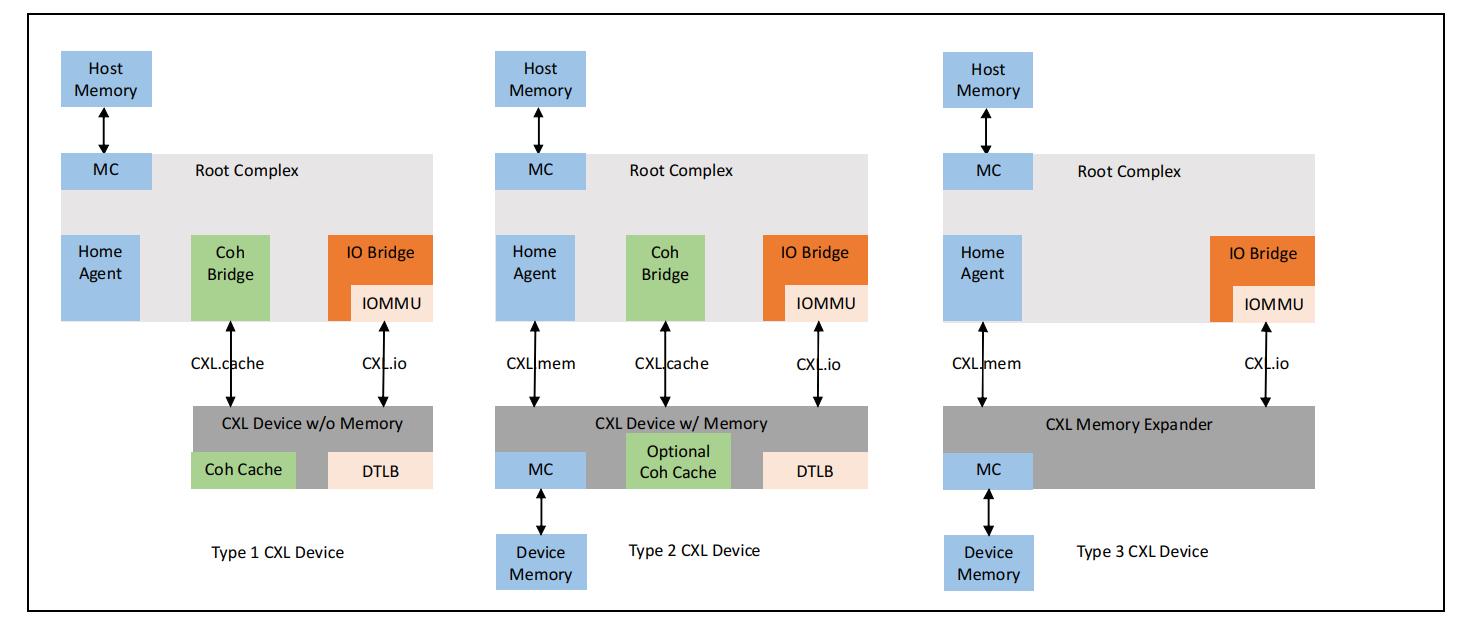 Host
Memory
MC
Root Complex
Home
Agent
Coh
Bridge
IO Bridge
IOMMU
CXL.cache
CXL.io
CXL Device w/o Memory
Coh Cache
DTLB
Type 1 CXL Device
Host
Memory
MC
Root Complex
Home
Agent
Coh
Bridge
IO Bridge
IOMMU
CXL.mem
CXL.cache
CXL.io
CXL Device w/ Memory
MC
Optional
Coh Cache
DTLB
Device
Memory
Type 2 CXL Device
Host
Memory
MC
Root Complex
Home
Agent
IO Bridge
IOMMU
CXL.mem
CXL.io
CXL Memory Expander
MC
Device
Memory
Type 3 CXL Device